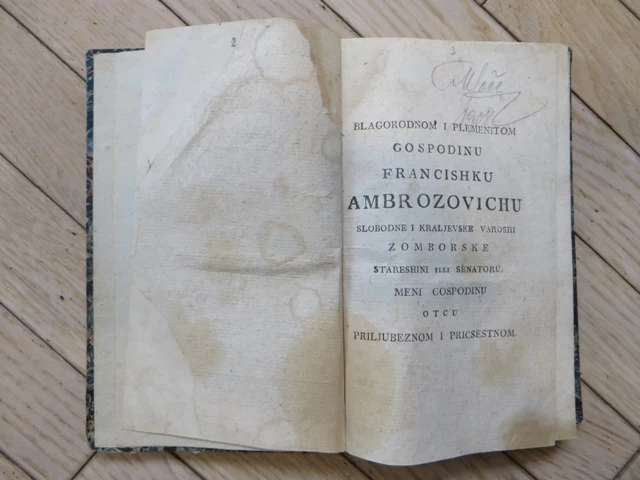 2
3
1908
BLAGORODNOM I PLEMENITOM
GOSPODINU
FRANCISHKU
AMBROZOVICHU
SLOBODNE I KRALJEVSKE VAROSHI
ZOMBORSKE
STARESHINI ILLI SENATORU,
MENI GOSPODINU
OTCU
PRILJUBEZNOM I PRICSESTNOM.